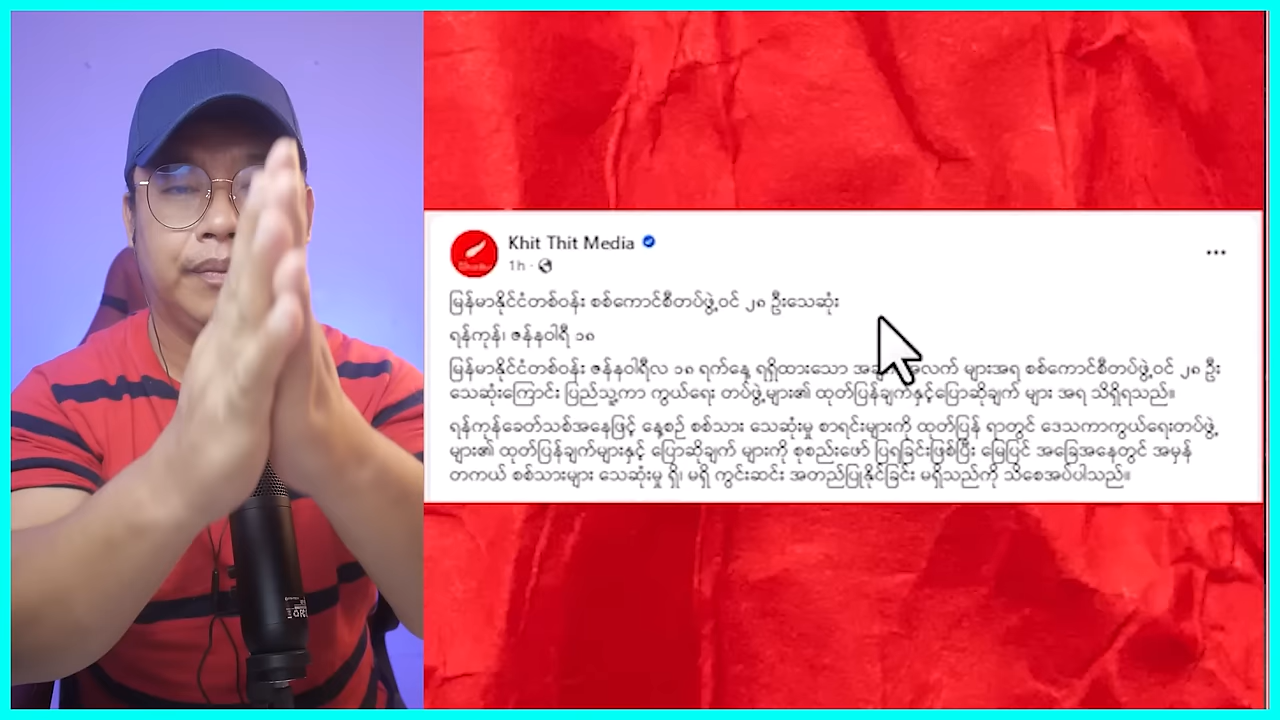 Khit Thit Media
1h
မြန်မာနိုင်ငံတစ်ဝန်း စစ်ကောင်စီတပ်ဖွဲ့ဝင် ၂၈ ဦးသေဆုံး
ရန်ကုန်၊ ဇန်နဝါရီ ၁၈
မြန်မာနိုင်ငံတစ်ဝန်း ဇန်နဝါရီလ ၁၈ ရက်နေ့ ရရှိထားသော များအရ စစ်ကောင်စီတပ်ဖွဲ့ဝင် ၂၈ ဦး
သေဆုံးကြောင်း ပြည်သူ့ကာ ကွယ်ရေး တပ်ဖွဲ့များ၏ ထုတ်ပြန်ချက်နှင့်ပြောဆိုချက် များ အရ သိရှိရသည်။
ရန်ကုန်ခေတ်သစ်အနေဖြင့် နေ့စဉ် စစ်သား သေဆုံးမှု စာရင်းများကို ထုတ်ပြန် ရာတွင် ဒေသကာကွယ်ရေးတပ်ဖွဲ့
များ၏ ထုတ်ပြန်ချက်များနှင့် ပြောဆိုချက် များကို စုစည်းဖော် ပြရခြင်းဖြစ်ပြီး မြေပြင် အခြေအနေတွင် အမှန်
တကယ် စစ်သားများ သေဆုံးမှု ရှိ၊ မရှိ ကွင်းဆင်း အတည်ပြုနိုင်ခြင်း မရှိသည်ကို သိစေအပ်ပါသည်။